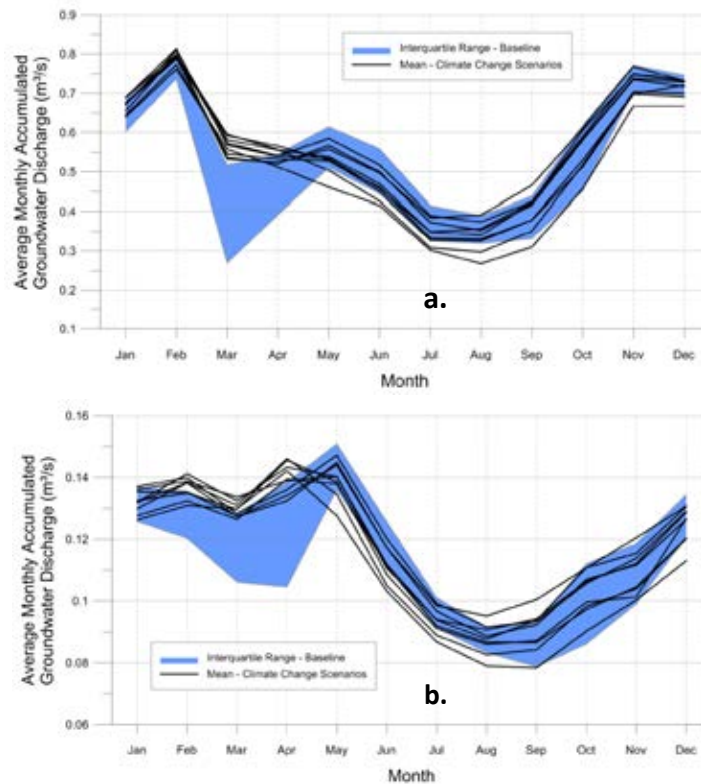 0.9
0.8
0.7
0.6
0.5
0.4
0.3
0.2
0.1
Average Monthly Accumulated
Groundwater Discharge (m³/s)
Interquartile Range - Baseline
Mean - Climate Change Scenarios
a.
Jan Feb Mar Apr May Jun Jul Aug Sep Oct Nov Dec
Month
0.16
0.14
0.12
0.1
0.08
0.06
Average Monthly Accumulated
Groundwater Discharge (m³/s)
Interquartile Range - Baseline
Mean - Climate Change Scenarios
b.
Jan Feb Mar Apr May Jun Jul Aug Sep Oct Nov Dec
Month